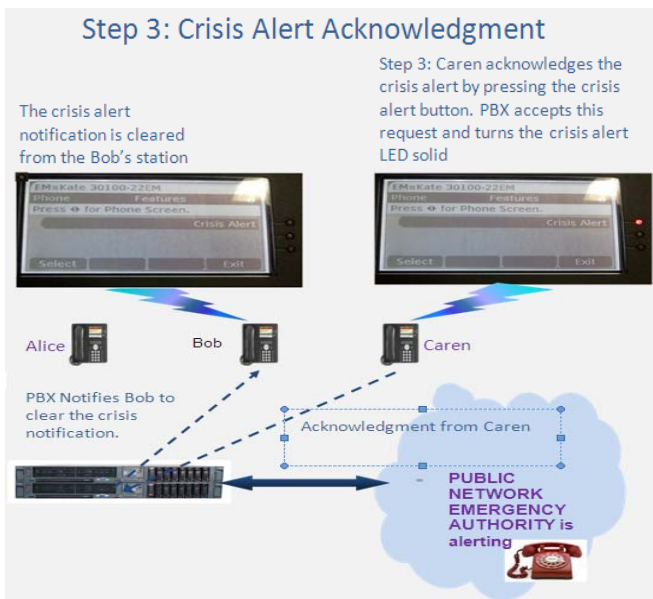 Step 3: Crisis Alert Acknowledgment
Step 3: Caren acknowledges the
crisis alert by pressing the crisis
alert button. PBX accepts this
request and turns the crisis alert
LED solid
The crisis alert
notification is cleared
from the Bob's station
EMxKate 30100-22EM
Phone Features
Press ◂▸ for Phone Screen.
Crisis Alert
Select Exit
EMxKate 30100-22EM
Phone Features
Press ◂▸ for Phone Screen.
Crisis Alert
Select Exit
Alice
Bob
Caren
PBX Notifies Bob to
clear the crisis
notification.
Acknowledgment from Caren
PUBLIC
NETWORK
EMERGENCY
AUTHORITY is
alerting